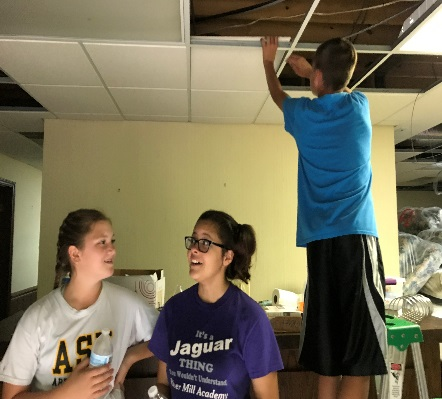 ASU
It's a
Jaguar
THING
You Wouldn't Understand
Mill Academy